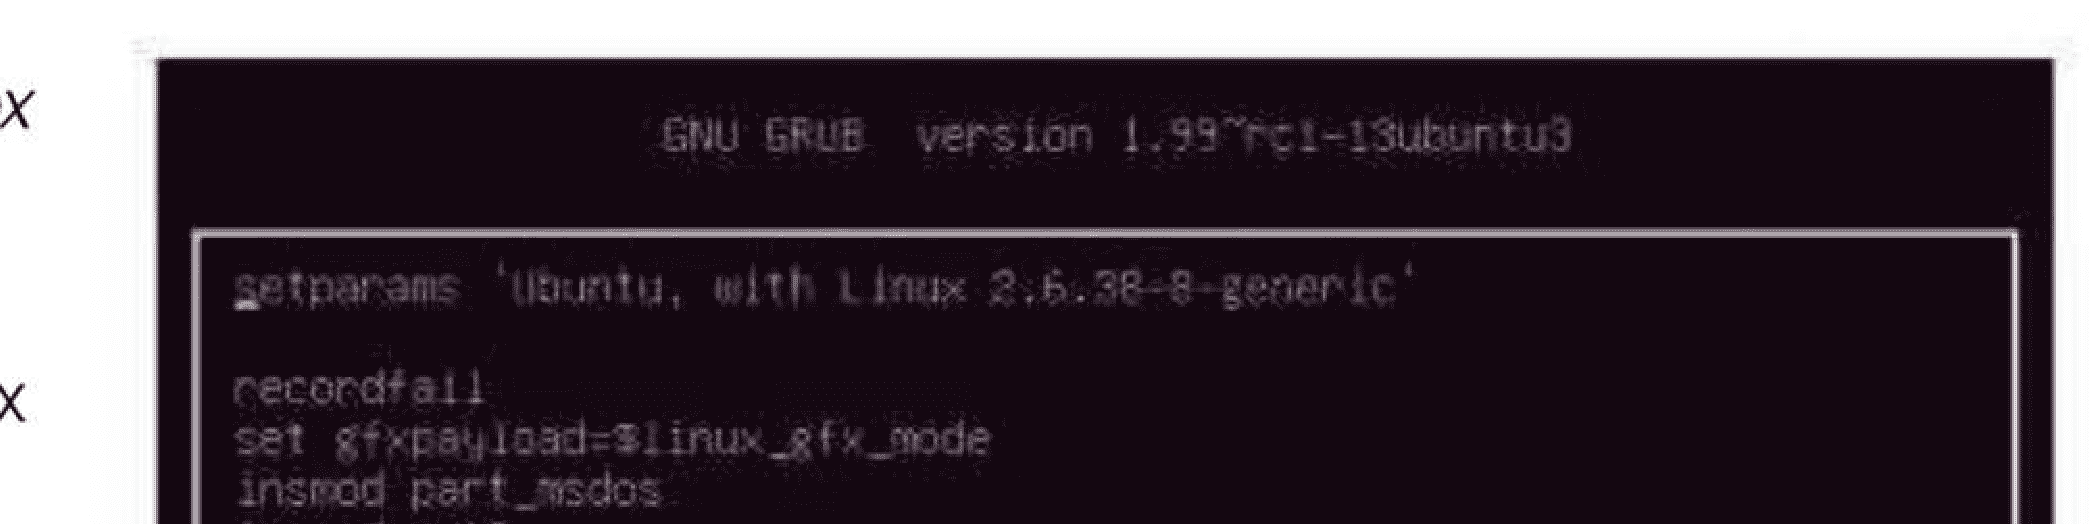 x
GNU GRUB version 1.99~rc1-13ubuntu3
setparams 'Ubuntu, with Linux 2.6.38-8-generic'
recordfail
x
set gfxpayload=$linux_gfx_mode
insmod part_msdos